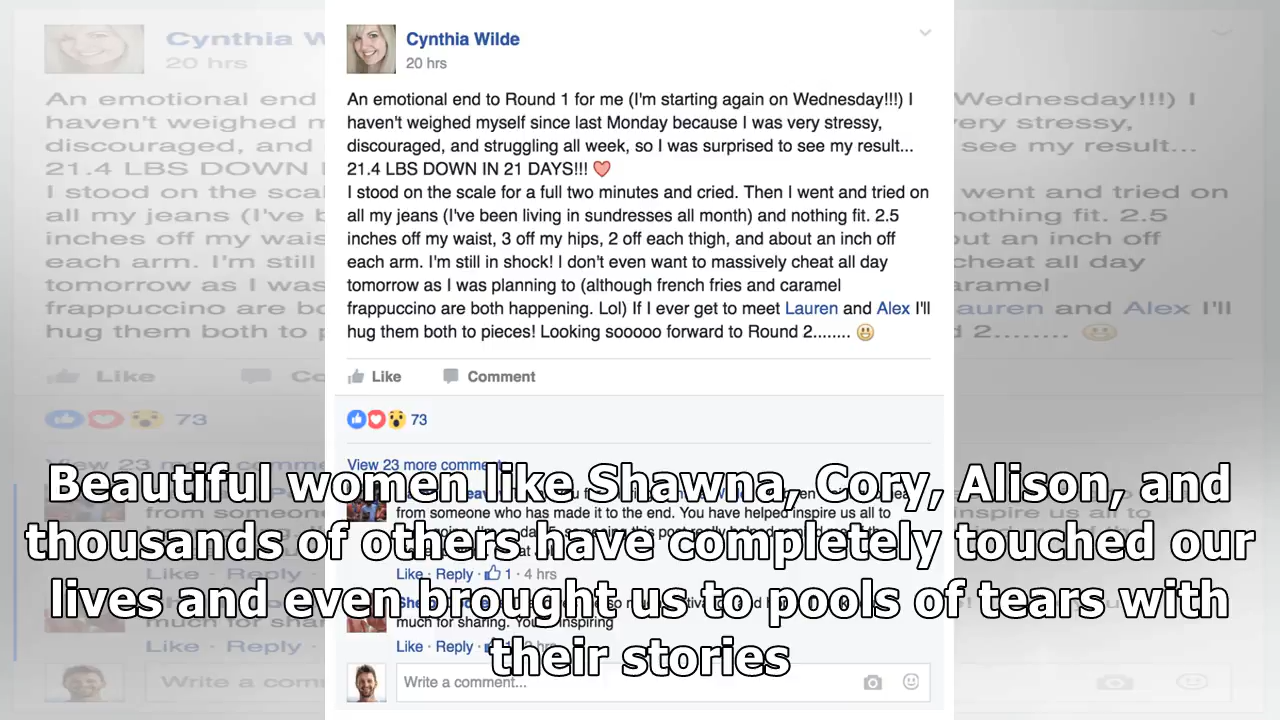 Cynthia Wilde
20 hrs
An emotional end to Round 1 for me (I'm starting again on Wednesday!!!) I
haven't weighed myself since last Monday because I was very stressy,
discouraged, and struggling all week, so I was surprised to see my result...
21.4 LBS DOWN IN 21 DAYS!!! ❤
I stood on the scale for a full two minutes and cried. Then I went and tried on
all my jeans (I've been living in sundresses all month) and nothing fit. 2.5
inches off my waist, 3 off my hips, 2 off each thigh, and about an inch off
each arm. I'm still in shock! I don't even want to massively cheat all day
tomorrow as I was planning to (although french fries and caramel
frappuccino are both happening. Lol) If I ever get to meet Lauren and Alex I'll
hug them both to pieces! Looking sooooo forward to Round 2........ 😃
Like Comment
73
View 23 more comments
from someone who has made it to the end. You have helped inspire us all to
Like · Reply · 1 · 4 hrs
much for sharing. inspiring
Like · Reply ·
Write a comment...
Beautiful women like Shawna, Cory, Alison, and
thousands of others have completely touched our
lives and even brought us to pools of tears with
their stories